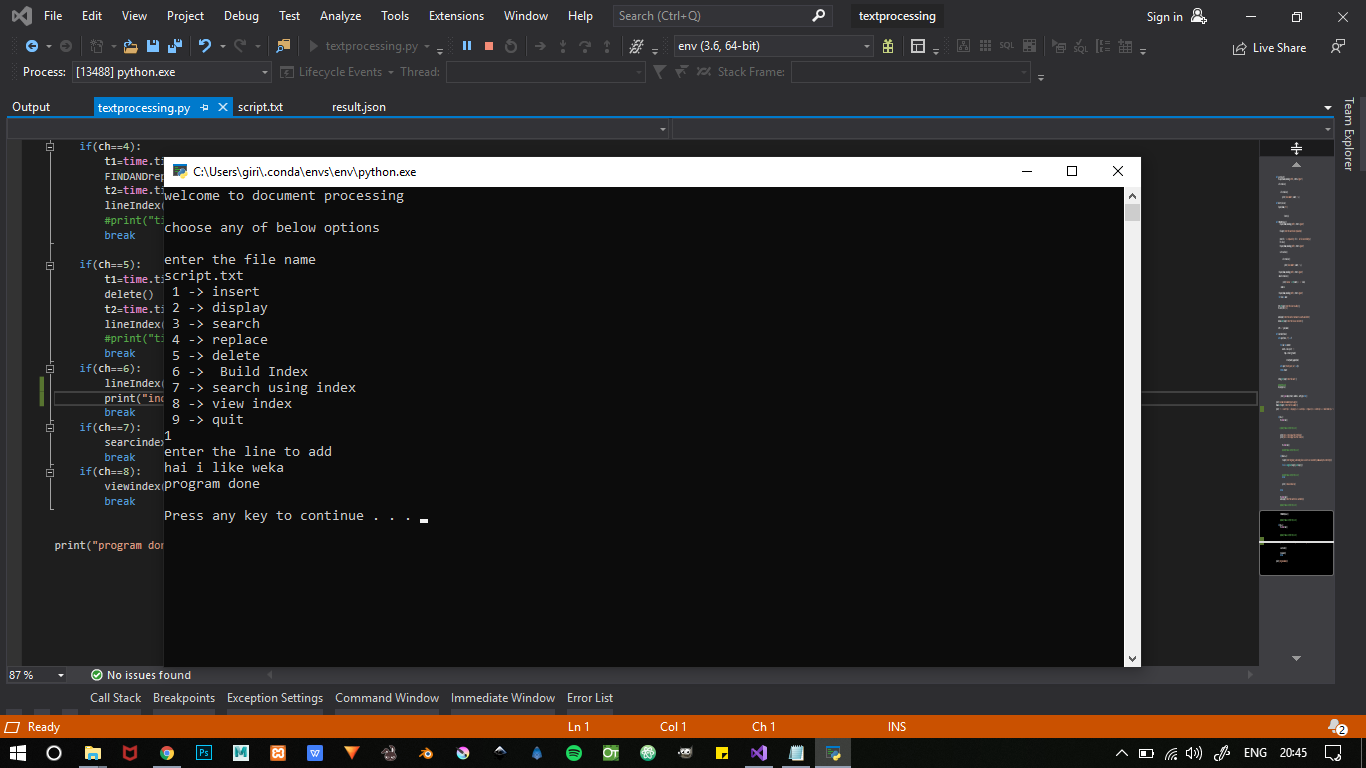 File Edit View Project Debug Test Analyze Tools Extensions Window Help Search (Ctrl+Q) textprocessing Sign in
textprocessing.py env (3.6, 64-bit) SQL SQL Live Share
Process: [13488] python.exe Lifecycle Events Thread: Stack Frame:
Output textprocessing.py script.txt result.json
Team Explorer
if(ch==4):
t1=time.ti
FINDANDrep
t2=time.ti
lineIndex(
#print("ti
break
if(ch==5):
t1=time.ti
delete()
t2=time.ti
lineIndex(
#print("ti
break
if(ch==6):
lineIndex(
print("ind
break
if(ch==7):
searcindex
break
if(ch==8):
viewindex(
break
print("program don
C:\Users\giri\.conda\envs\env\python.exe
welcome to document processing
choose any of below options
enter the file name
script.txt
1 -> insert
2 -> display
3 -> search
4 -> replace
5 -> delete
6 ->  Build Index
7 -> search using index
8 -> view index
9 -> quit
1
enter the line to add
hai i like weka
program done
Press any key to continue . . .
87 % No issues found
Call Stack Breakpoints Exception Settings Command Window Immediate Window Error List
Ready Ln 1 Col 1 Ch 1 INS 2
Ps M W OT ENG 20:45